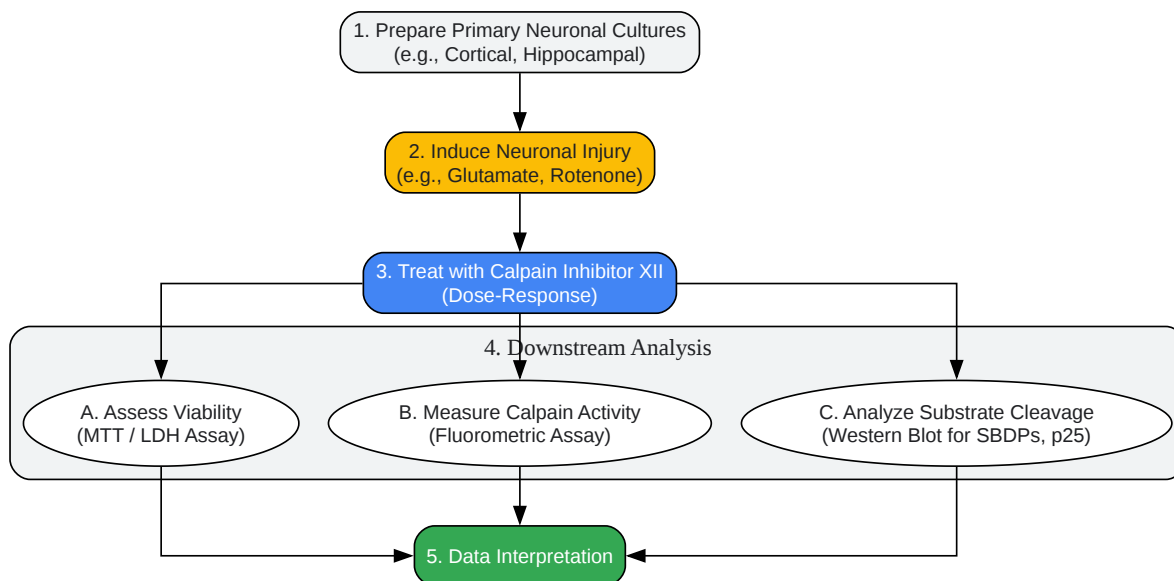 1. Prepare Primary Neuronal Cultures
(e.g., Cortical, Hippocampal)
2. Induce Neuronal Injury
(e.g., Glutamate, Rotenone)
3. Treat with Calpain Inhibitor XII
(Dose-Response)
4. Downstream Analysis
A. Assess Viability
(MTT / LDH Assay)
B. Measure Calpain Activity
(Fluorometric Assay)
C. Analyze Substrate Cleavage
(Western Blot for SBDPs, p25)
5. Data Interpretation